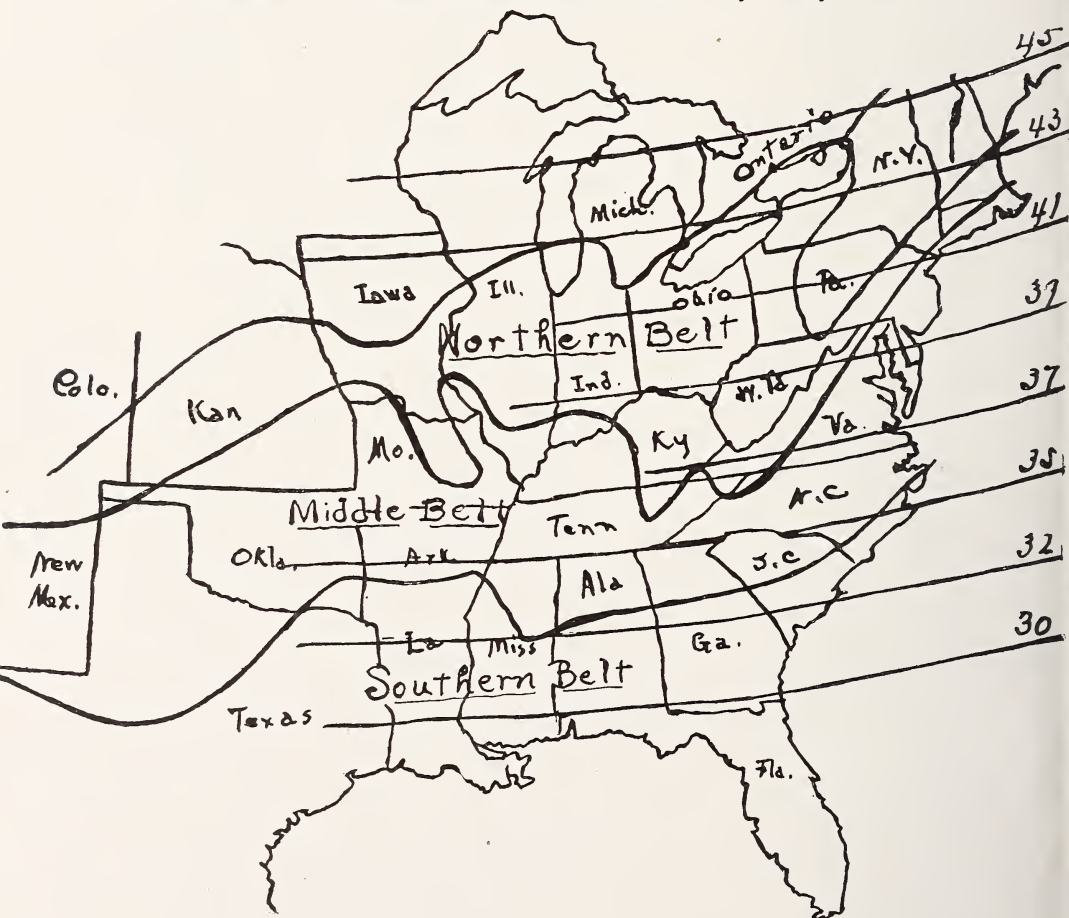 45
43
Ontario
N.Y.
Mich.
41
Iowa
Ill.
Ohio
Pa.
39
Northern Belt
Colo.
Ind.
W. Va
37
Kan
Ky
Va.
Mo.
35
N.C
Middle Belt
Tenn
New Mex.
Okla.
Ark
S.C
Ala
32
La
Miss
Ga.
30
Southern Belt
Texas
Fla.